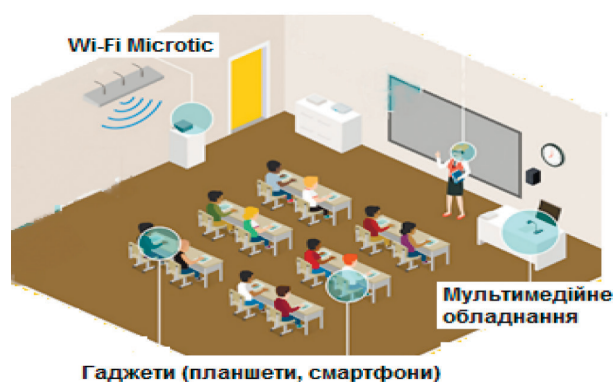 Wi-Fi Microtic
Мультимедійне
обладнання
Гаджети (планшети, смартфони)